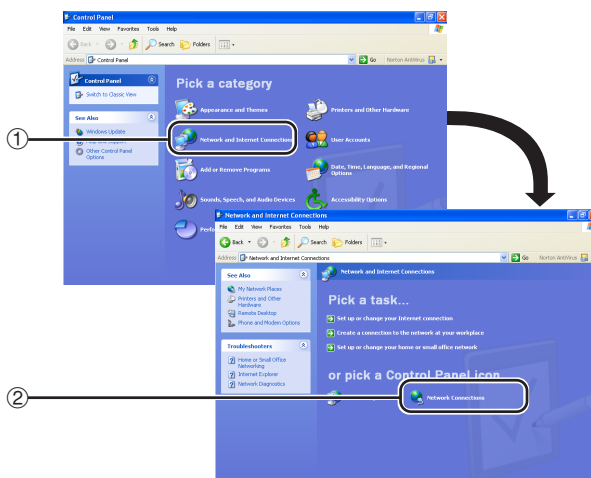 Control Panel
File Edit View Favorites Tools Help
Back Search Folders
Address Control Panel Go Norton AntiVirus
Control Panel
Switch to Classic View
See Also
Windows Update
Help and Support
Other Control Panel
Options
Pick a category
Appearance and Themes
Printers and Other Hardware
Network and Internet Connections
User Accounts
Add or Remove Programs
Date, Time, Language, and Regional
Options
Sounds, Speech, and Audio Devices
Accessibility Options
1
Network and Internet Connections
File Edit View Favorites Tools Help
Back Search Folders
Address Network and Internet Connections Go Norton AntiVirus
See Also
My Network Places
Printers and Other
Hardware
Remote Desktop
Phone and Modem Options
Troubleshooters
Home or Small Office
Networking
Internet Explorer
Network Diagnostics
Network and Internet Connections
Pick a task...
Set up or change your Internet connection
Create a connection to the network at your workplace
Set up or change your home or small office network
or pick a Control Panel icon
Network Connections
2